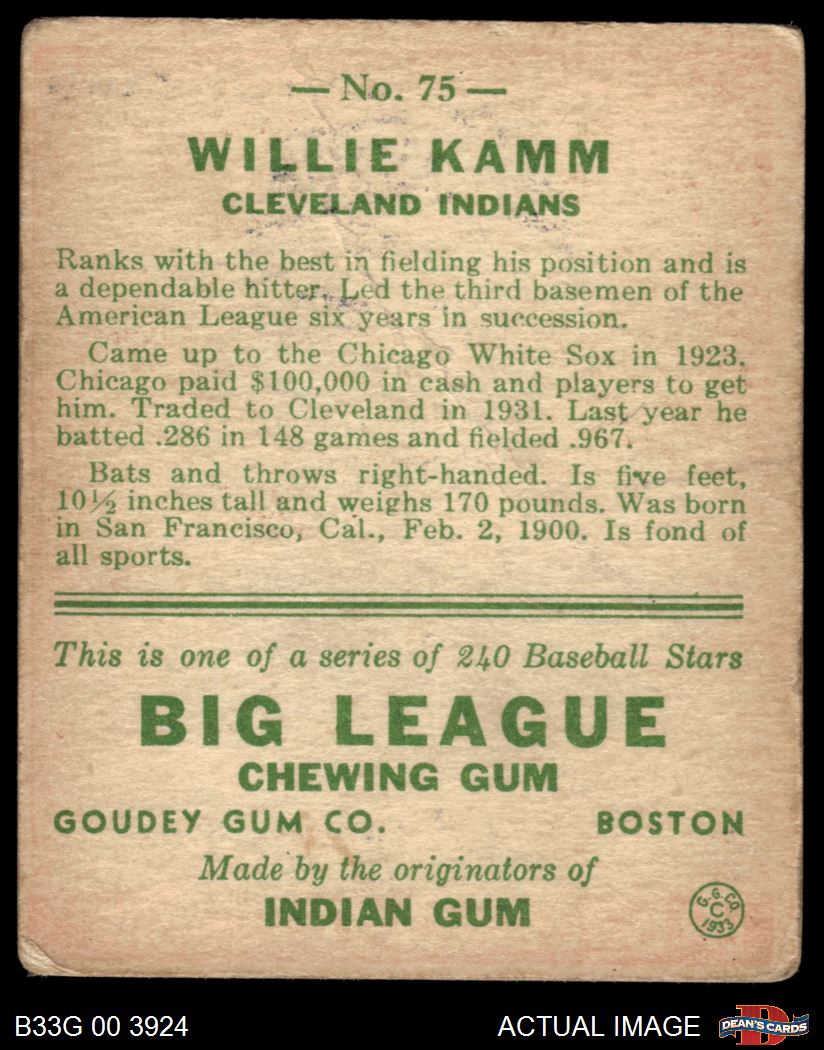 — No. 75 —
WILLIE KAMM
CLEVELAND INDIANS
Ranks with the best in fielding his position and is
a dependable hitter. Led the third basemen of the
American League six years in succession.
Came up to the Chicago White Sox in 1923.
Chicago paid $100,000 in cash and players to get
him. Traded to Cleveland in 1931. Last year he
batted .286 in 148 games and fielded .967.
Bats and throws right-handed. Is five feet,
10½ inches tall and weighs 170 pounds. Was born
in San Francisco, Cal., Feb. 2, 1900. Is fond of
all sports.
This is one of a series of 240 Baseball Stars
BIG LEAGUE
CHEWING GUM
GOUDEY GUM CO. BOSTON
Made by the originators of
INDIAN GUM
G. G. CO.
C
1933
B33G 00 3924 ACTUAL IMAGE
D
DEAN'S CARDS